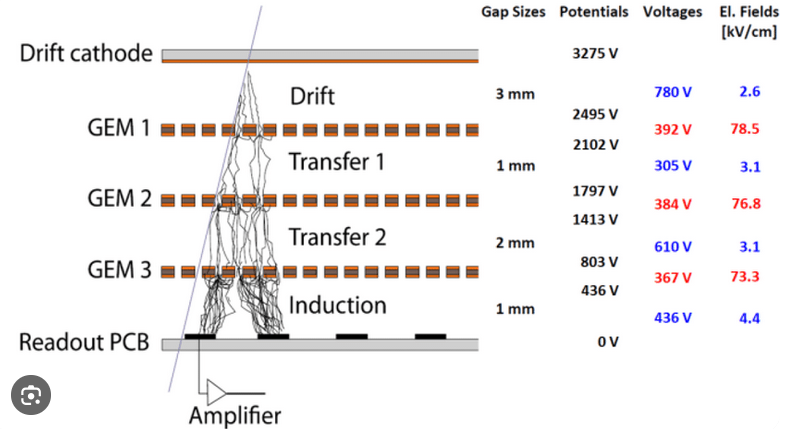 Gap Sizes Potentials Voltages El. Fields
[kV/cm]
Drift cathode 3275 V
Drift 3 mm 780 V 2.6
2495 V
GEM 1 392 V 78.5
2102 V
Transfer 1 1 mm 305 V 3.1
1797 V
GEM 2 384 V 76.8
1413 V
Transfer 2 2 mm 610 V 3.1
803 V
GEM 3 367 V 73.3
436 V
Induction 1 mm 436 V 4.4
Readout PCB 0 V
Amplifier